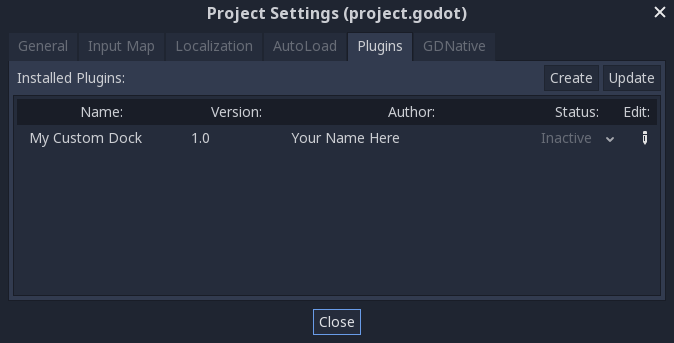 Project Settings (project.godot)
General Input Map Localization AutoLoad Plugins GDNative
Installed Plugins: Create Update
Name: Version: Author: Status: Edit:
My Custom Dock 1.0 Your Name Here Inactive
Close